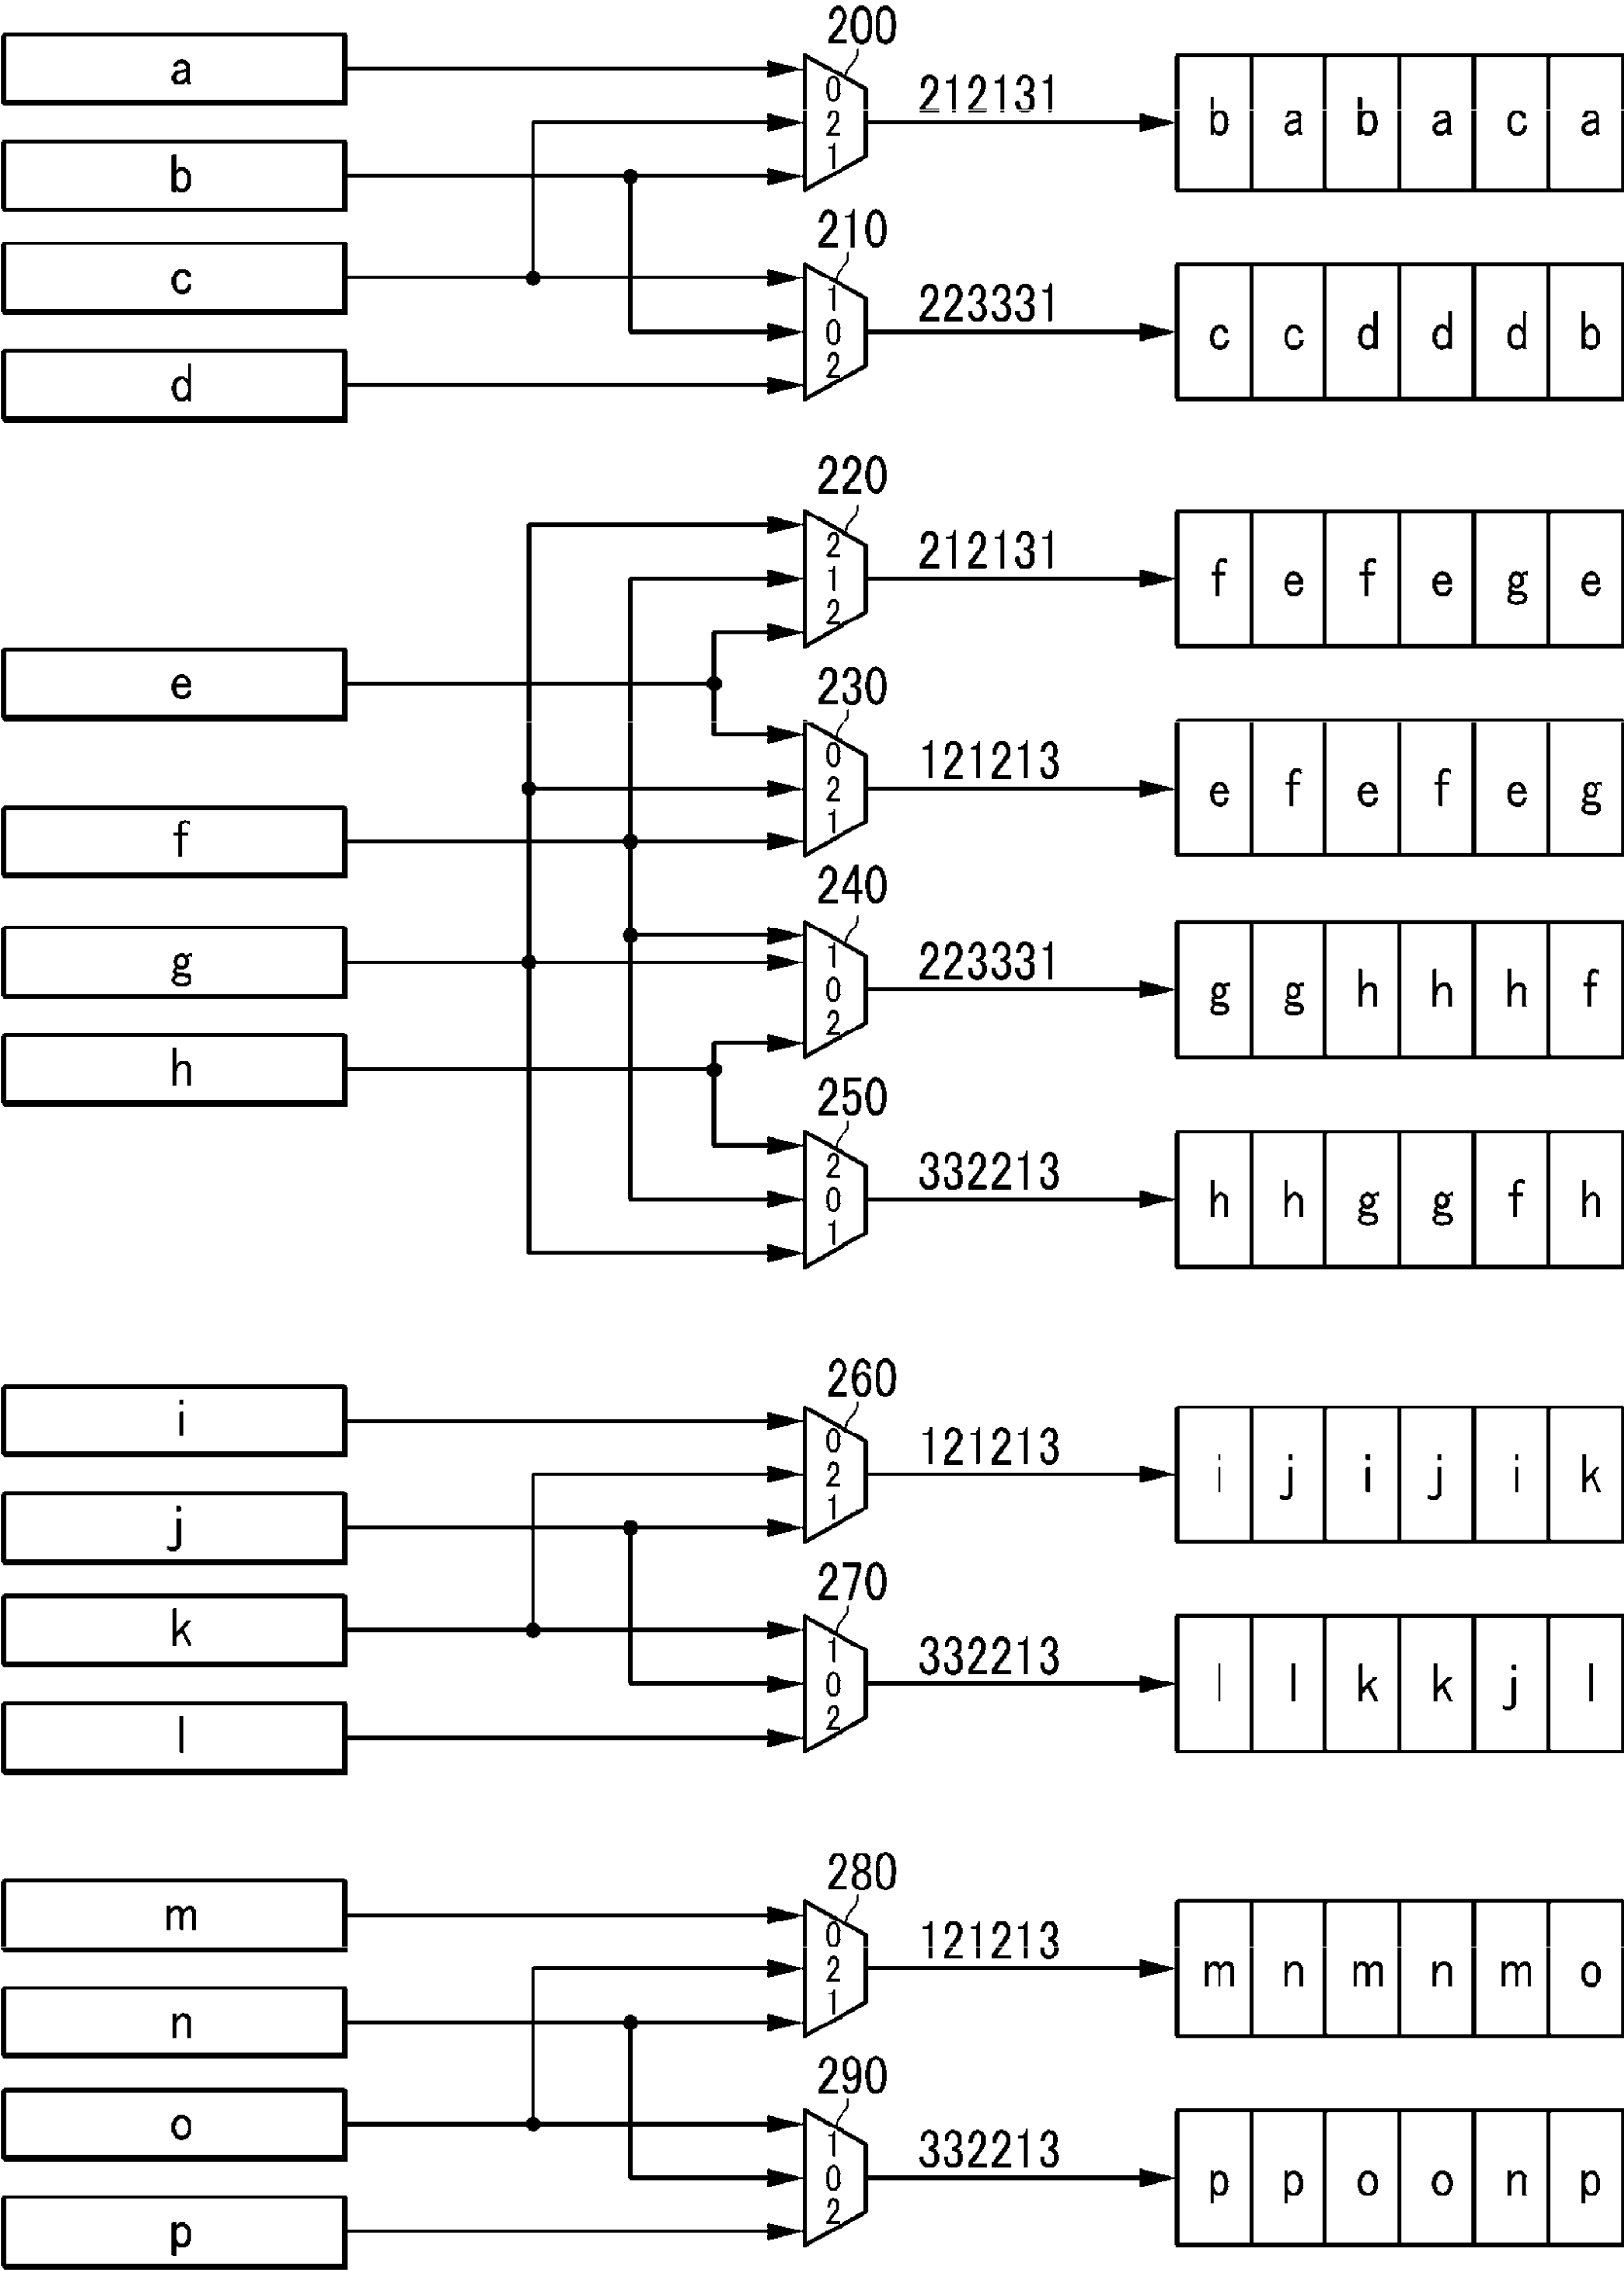 200
a
0
212131
2
b a b a c a
1
b
210
c
1
223331
0
c c d d d b
2
d
220
2
212131
1
f e f e g e
2
e
230
0
121213
2
e f e f e g
1
f
240
g
1
223331
0
g g h h h f
2
h
250
2
332213
0
h h g g f h
1
260
i
0
121213
2
i j i j i k
1
j
270
k
1
332213
0
l l k k j l
2
l
280
m
0
121213
2
m n m n m o
1
n
290
o
1
332213
0
p p o o n p
2
p